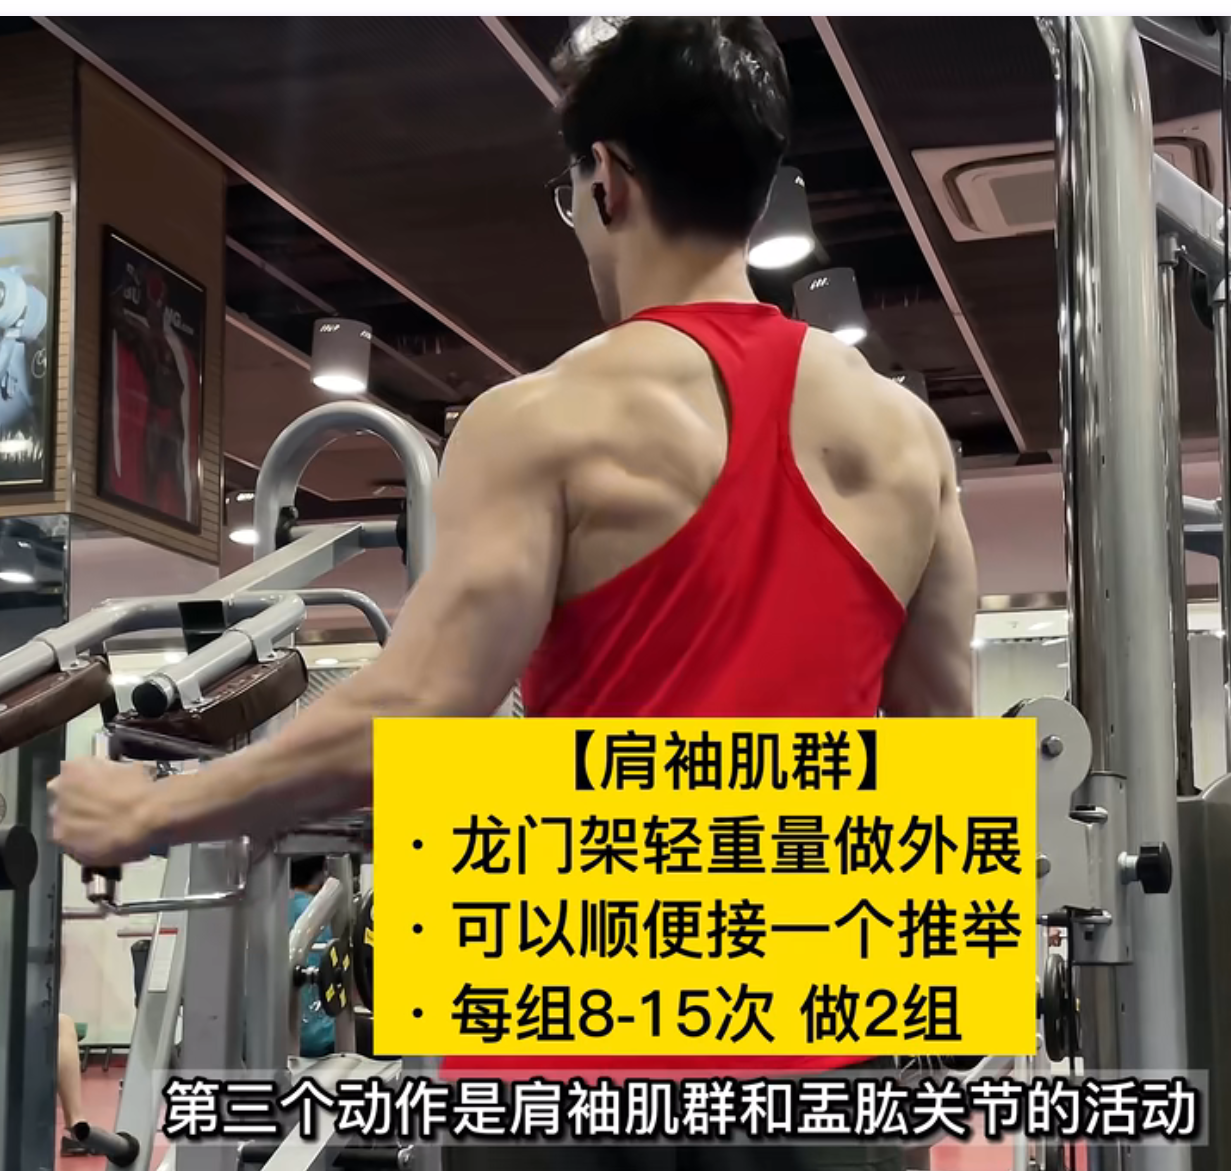 【肩袖肌群】
· 龙门架轻重量做外展
· 可以顺便接一个推举
· 每组8-15次 做2组
第三个动作是肩袖肌群和盂肱关节的活动